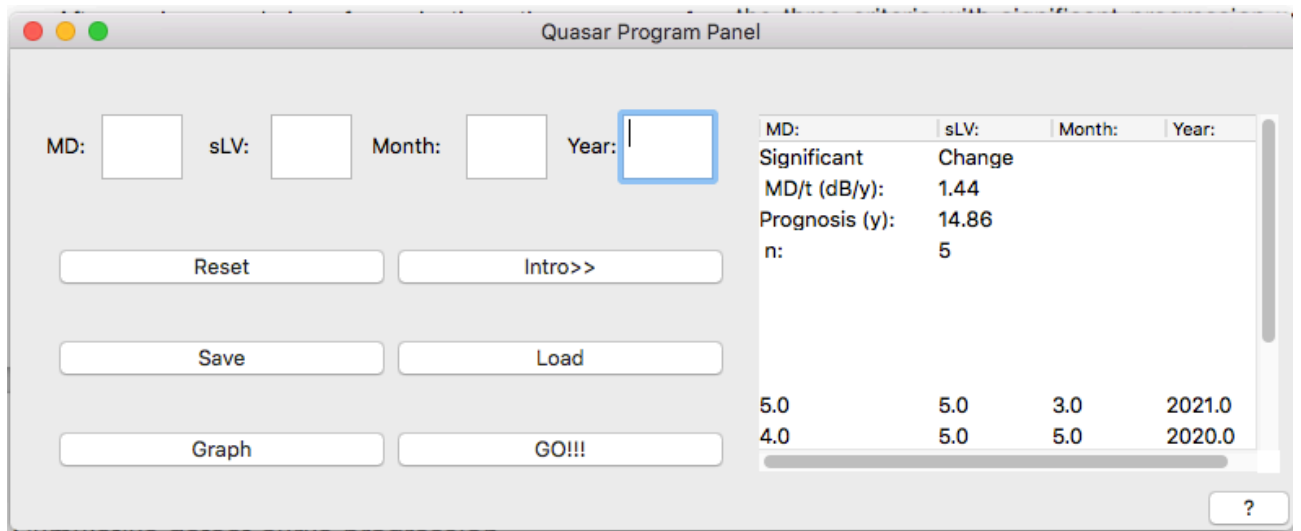 Quasar Program Panel
MD: sLV: Month: Year:
MD: sLV: Month: Year:
Significant Change
MD/t (dB/y): 1.44
Prognosis (y): 14.86
n: 5
Reset Intro>>
Save Load
5.0 5.0 3.0 2021.0
4.0 5.0 5.0 2020.0
Graph GO!!!
?